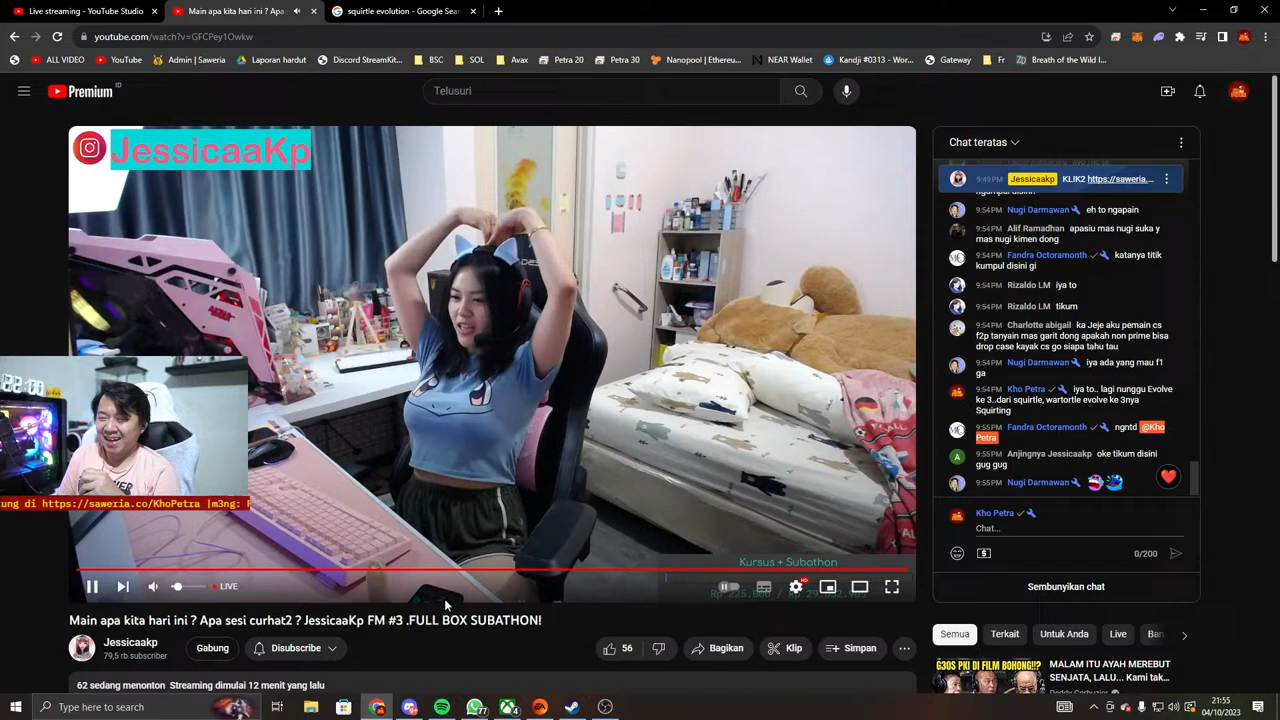 Live streaming - YouTube Studio
Main apa kita hari ini ? Apa
squirtle evolution - Google Sea
youtube.com/watch?v=GFCPey1Owkw
ALL VIDEO
YouTube
Admin | Saweria
Laporan hardut
Discord StreamKit...
BSC
SOL
Avax
Petra 20
Petra 30
Nanopool | Ethereu...
NEAR Wallet
Kandji #0313 - Wor...
Gateway
Fr
Breath of the Wild I...
Premium ID
Telusuri
JessicaaKp
Chat teratas
9:49 PM Jessicaakp KLIK2 https://saweria....
9:54 PM Nugi Darmawan eh to ngapain
9:54 PM Alif Ramadhan apasiu mas nugi suka y
mas nugi kimen dong
9:54 PM Fandra Octoramonth katanya titik
kumpul disini gi
9:54 PM Rizaldo LM iya to
9:54 PM Rizaldo LM tikum
9:54 PM Charlotte abigail ka Jeje aku pemain cs
f2p tanyain mas garit dong apakah non prime bisa
drop case kayak cs go siapa tahu tau
9:54 PM Nugi Darmawan iya ada yang mau f1
ga
9:54 PM Kho Petra iya to.. lagi nunggu Evolve
ke 3..dari squirtle, wartortle evolve ke 3nya
Squirting
9:55 PM Fandra Octoramonth ngntd @Kho
Petra
9:55 PM Anjingnya Jessicaakp oke tikum disini
gug gug
9:55 PM Nugi Darmawan
Kho Petra
Chat...
0/200
Sembunyikan chat
22:00
ung di https://saweria.co/KhoPetra |m3ng:
Kursus + Subathon
LIVE
HD
Main apa kita hari ini ? Apa sesi curhat2 ? JessicaaKp FM #3 .FULL BOX SUBATHON!
Jessicaakp
79,5 rb subscriber
Gabung
Disubscribe
56
Bagikan
Klip
Simpan
62 sedang menonton Streaming dimulai 12 menit yang lalu
Semua
Terkait
Untuk Anda
Live
G30S PKI DI FILM BOHONG!!?
MALAM ITU AYAH MEREBUT
SENJATA, LALU... Kami tak...
Type here to search
77
4
21:55
04/10/2023